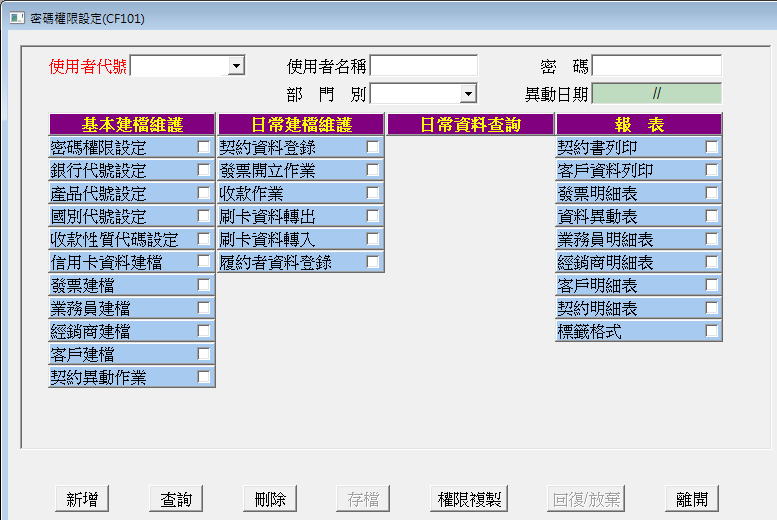 密碼權限設定(CF101)
使用者代號 使用者名稱 密 碼
部 門 別 異動日期 //
基本建檔維護 日常建檔維護 日常資料查詢 報 表
密碼權限設定 契約資料登錄 契約書列印
銀行代號設定 發票開立作業 客戶資料列印
產品代號設定 收款作業 發票明細表
國別代號設定 刷卡資料轉出 資料異動表
收款性質代碼設定 刷卡資料轉入 業務員明細表
信用卡資料建檔 履約者資料登錄 經銷商明細表
發票建檔 客戶明細表
業務員建檔 契約明細表
經銷商建檔 標籤格式
客戶建檔
契約異動作業
新增 查詢 刪除 存檔 權限複製 回復/放棄 離開